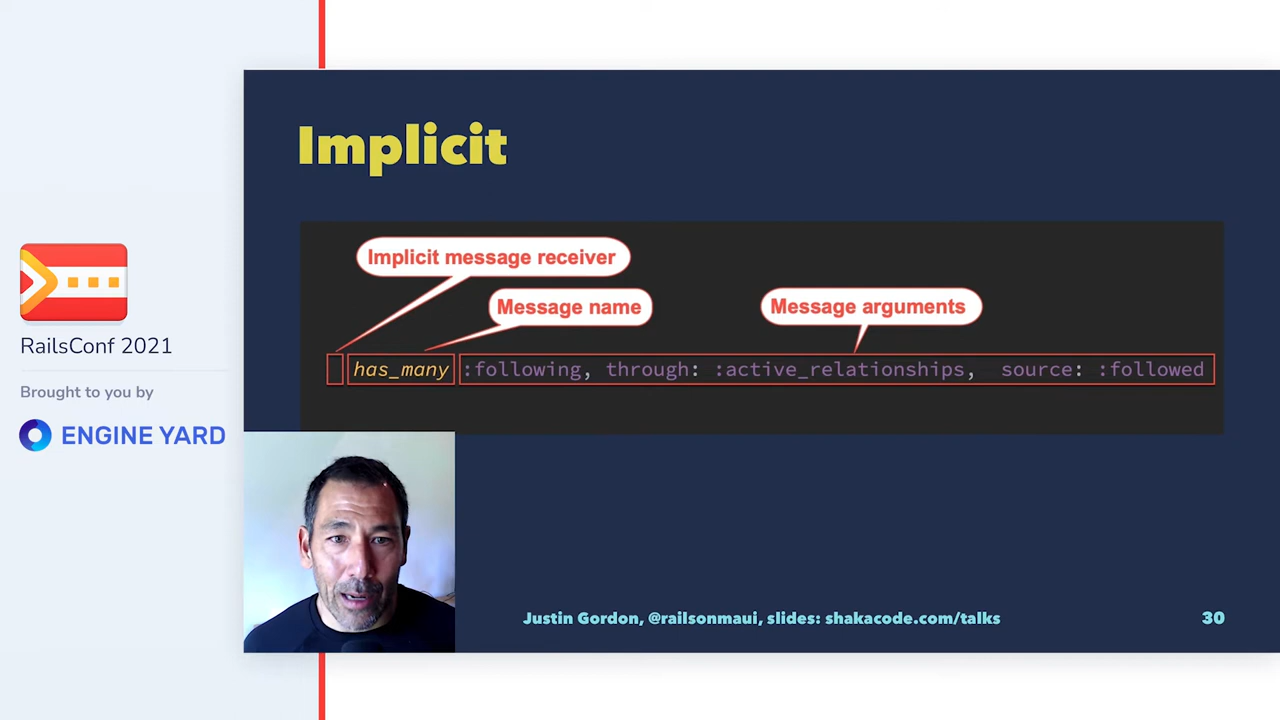 Implicit
Implicit message receiver
Message name
Message arguments
has_many :following, through: :active_relationships, source: :followed
RailsConf 2021
Brought to you by
ENGINE YARD
Justin Gordon, @railsonmaui, slides: shakacode.com/talks
30